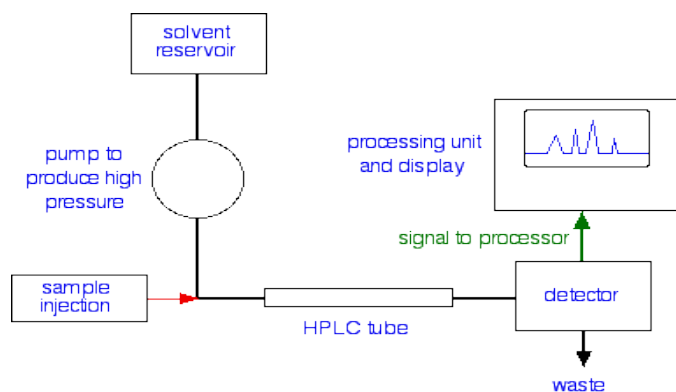 solvent
reservoir
pump to
produce high
pressure
processing unit
and display
signal to processor
sample
injection
HPLC tube
detector
waste